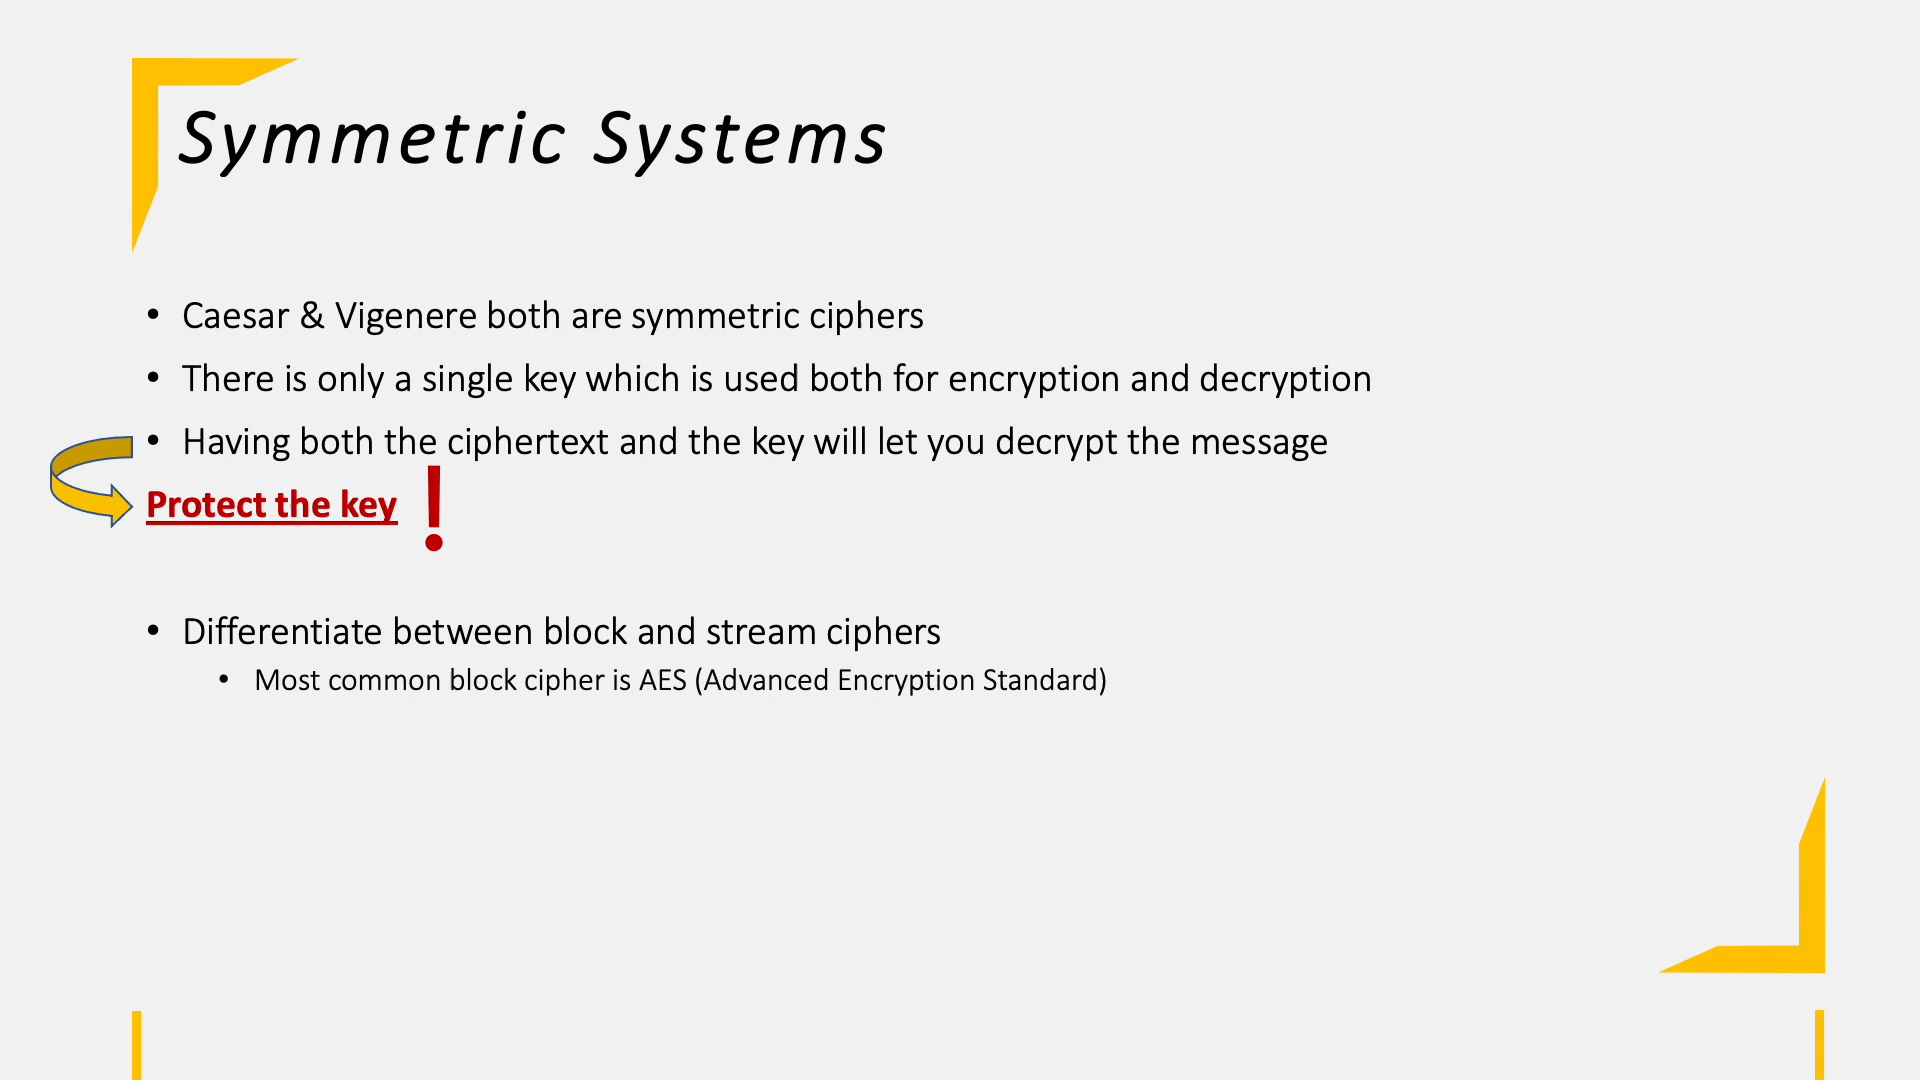 Symmetric Systems
• Caesar & Vigenere both are symmetric ciphers
• There is only a single key which is used both for encryption and decryption
• Having both the ciphertext and the key will let you decrypt the message
Protect the key !
• Differentiate between block and stream ciphers
• Most common block cipher is AES (Advanced Encryption Standard)